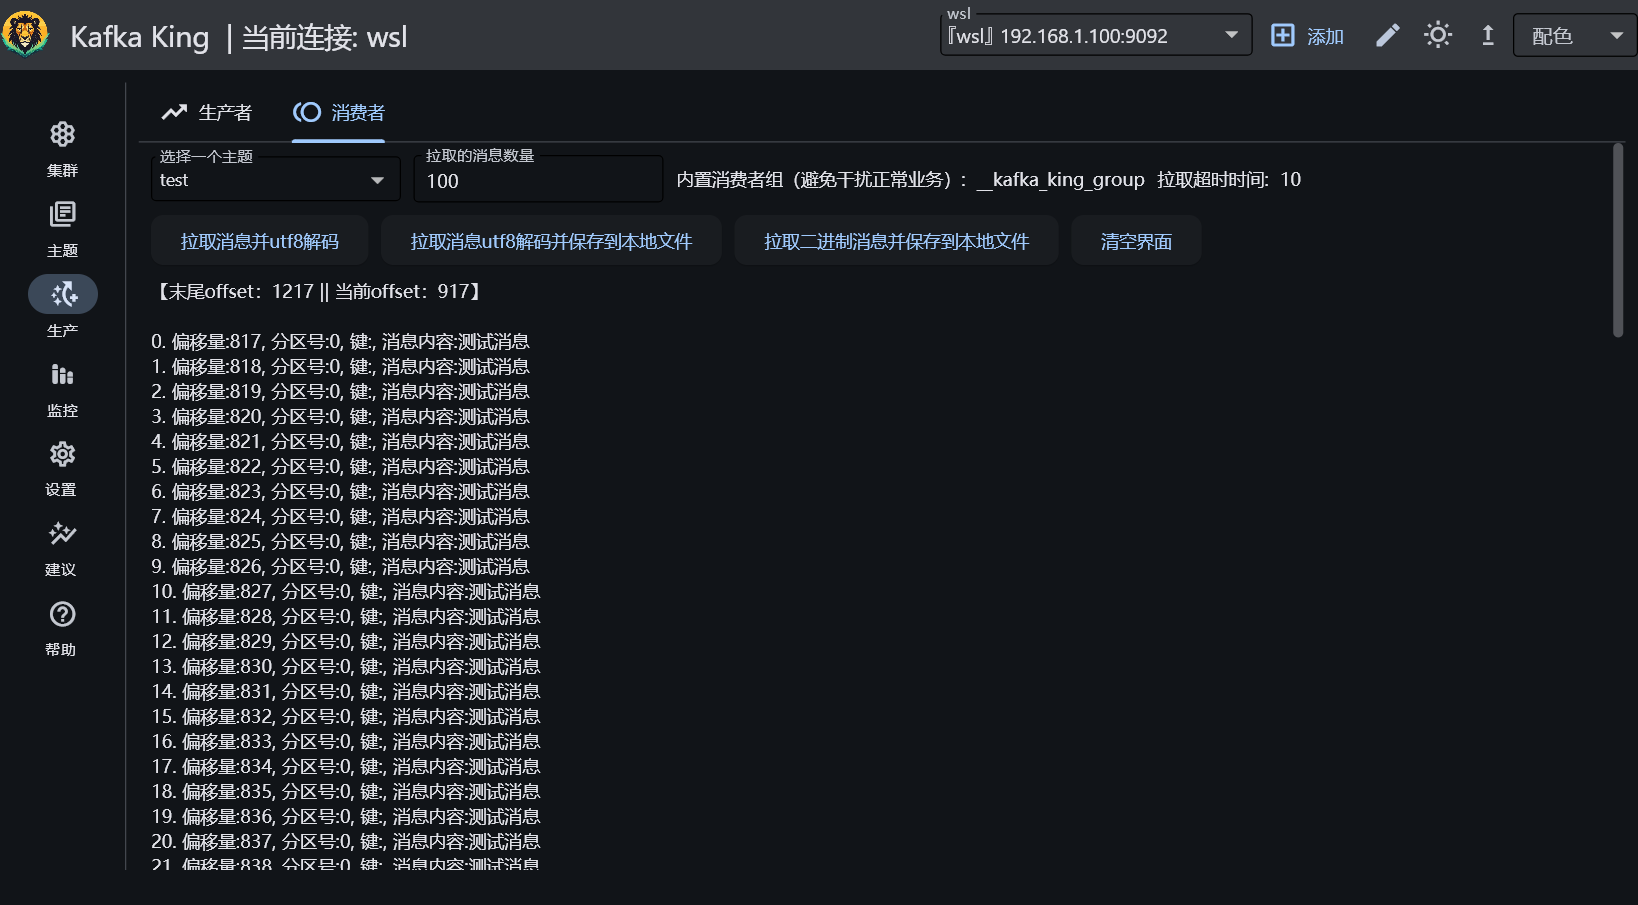 Kafka King | 当前连接: wsl
wsl
『wsl』 192.168.1.100:9092
添加
配色
集群
主题
生产
监控
设置
建议
帮助
生产者
消费者
选择一个主题
test
拉取的消息数量
100
内置消费者组（避免干扰正常业务）： __kafka_king_group 拉取超时时间: 10
拉取消息并utf8解码
拉取消息utf8解码并保存到本地文件
拉取二进制消息并保存到本地文件
清空界面
【末尾offset：1217 || 当前offset：917】
0. 偏移量:817, 分区号:0, 键:, 消息内容:测试消息
1. 偏移量:818, 分区号:0, 键:, 消息内容:测试消息
2. 偏移量:819, 分区号:0, 键:, 消息内容:测试消息
3. 偏移量:820, 分区号:0, 键:, 消息内容:测试消息
4. 偏移量:821, 分区号:0, 键:, 消息内容:测试消息
5. 偏移量:822, 分区号:0, 键:, 消息内容:测试消息
6. 偏移量:823, 分区号:0, 键:, 消息内容:测试消息
7. 偏移量:824, 分区号:0, 键:, 消息内容:测试消息
8. 偏移量:825, 分区号:0, 键:, 消息内容:测试消息
9. 偏移量:826, 分区号:0, 键:, 消息内容:测试消息
10. 偏移量:827, 分区号:0, 键:, 消息内容:测试消息
11. 偏移量:828, 分区号:0, 键:, 消息内容:测试消息
12. 偏移量:829, 分区号:0, 键:, 消息内容:测试消息
13. 偏移量:830, 分区号:0, 键:, 消息内容:测试消息
14. 偏移量:831, 分区号:0, 键:, 消息内容:测试消息
15. 偏移量:832, 分区号:0, 键:, 消息内容:测试消息
16. 偏移量:833, 分区号:0, 键:, 消息内容:测试消息
17. 偏移量:834, 分区号:0, 键:, 消息内容:测试消息
18. 偏移量:835, 分区号:0, 键:, 消息内容:测试消息
19. 偏移量:836, 分区号:0, 键:, 消息内容:测试消息
20. 偏移量:837, 分区号:0, 键:, 消息内容:测试消息
21. 偏移量:838, 分区号:0, 键:, 消息内容:测试消息